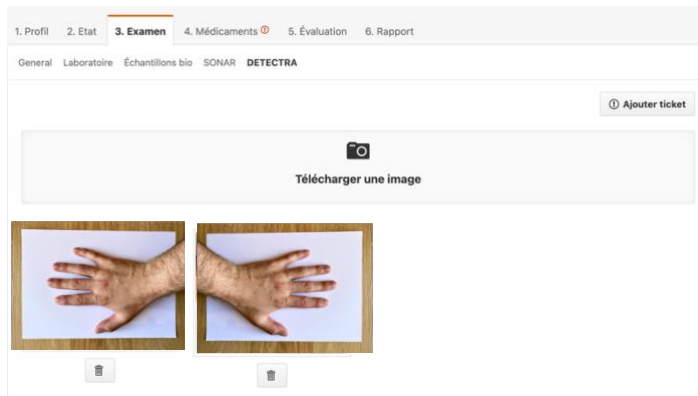 1. Profil 2. Etat 3. Examen 4. Médicaments 5. Évaluation 6. Rapport
General Laboratoire Échantillons bio SONAR DETECTRA
Ajouter ticket
Télécharger une image